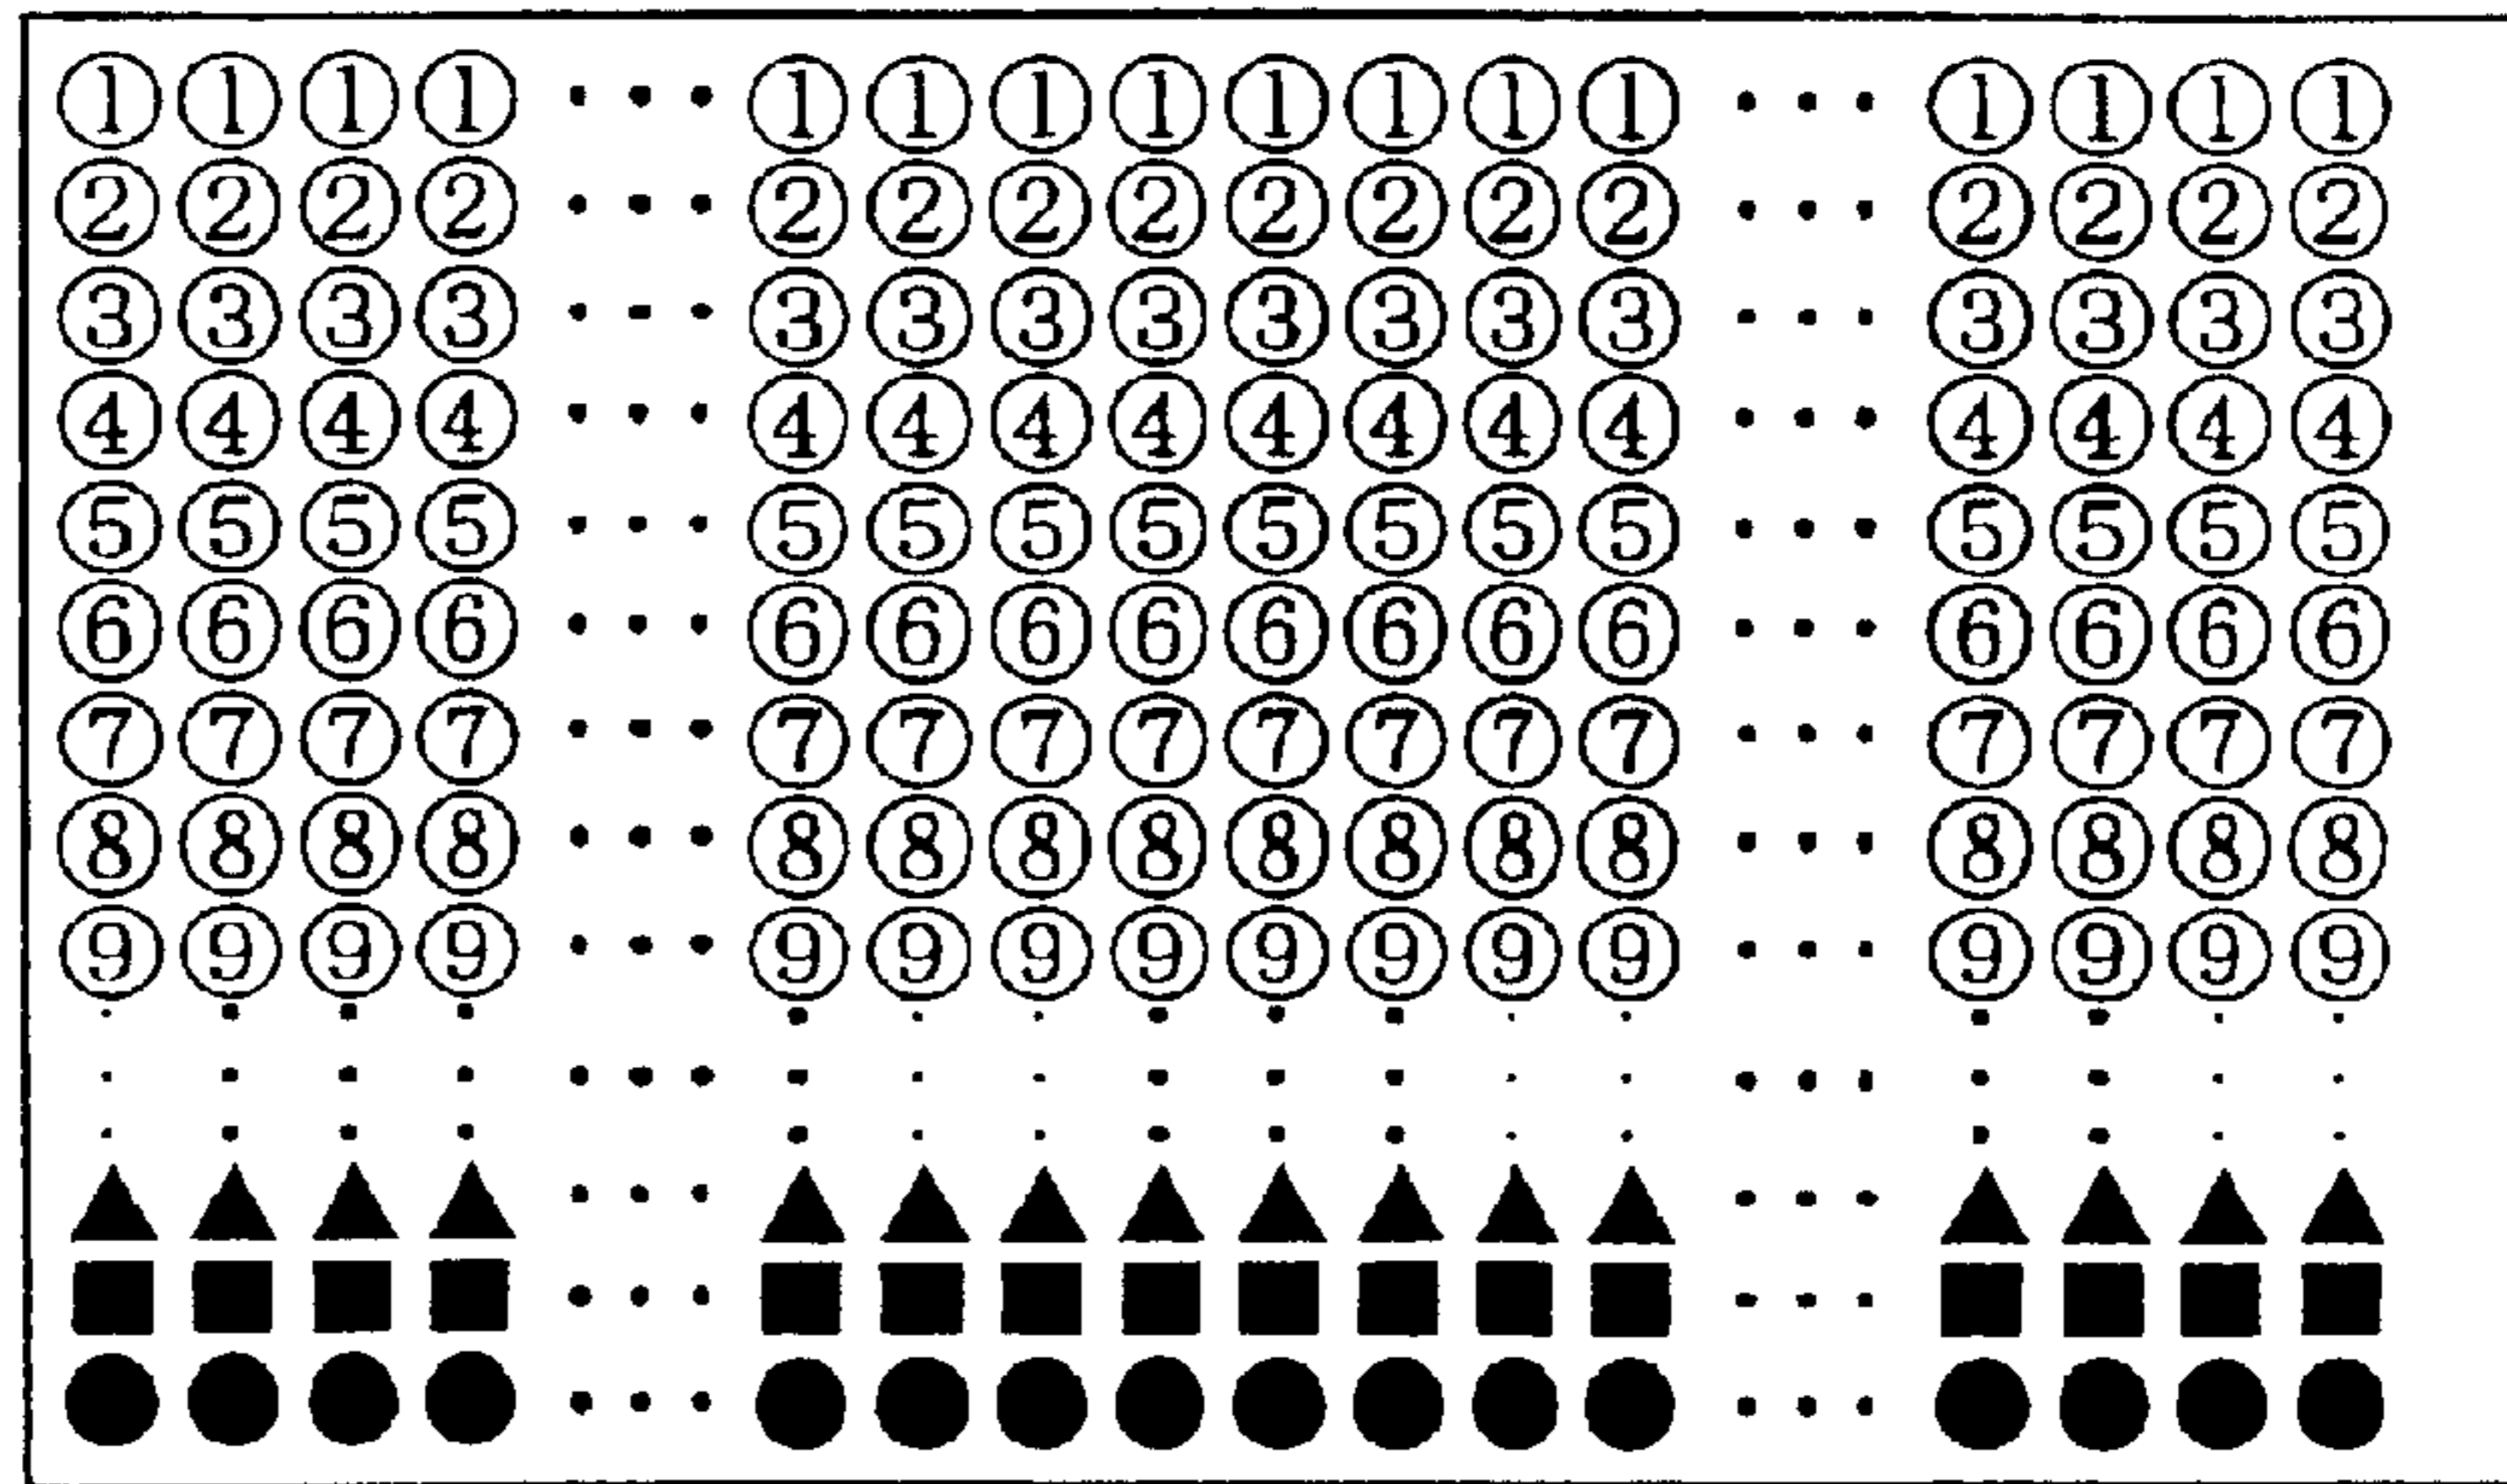 ①①①① · · · ①①①①①①①① · · · ①①①①
②②②② · · · ②②②②②②②② · · · ②②②②
③③③③ · · · ③③③③③③③③ · · · ③③③③
④④④④ · · · ④④④④④④④④ · · · ④④④④
⑤⑤⑤⑤ · · · ⑤⑤⑤⑤⑤⑤⑤⑤ · · · ⑤⑤⑤⑤
⑥⑥⑥⑥ · · · ⑥⑥⑥⑥⑥⑥⑥⑥ · · · ⑥⑥⑥⑥
⑦⑦⑦⑦ · · · ⑦⑦⑦⑦⑦⑦⑦⑦ · · · ⑦⑦⑦⑦
⑧⑧⑧⑧ · · · ⑧⑧⑧⑧⑧⑧⑧⑧ · · · ⑧⑧⑧⑧
⑨⑨⑨⑨ · · · ⑨⑨⑨⑨⑨⑨⑨⑨ · · · ⑨⑨⑨⑨